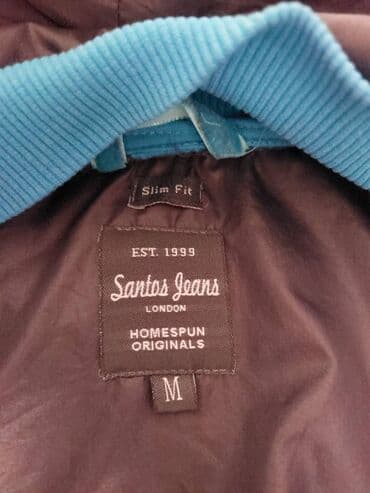 Slim Fit
EST. 1999
Santos Jeans
LONDON
HOMESPUN
ORIGINALS
M